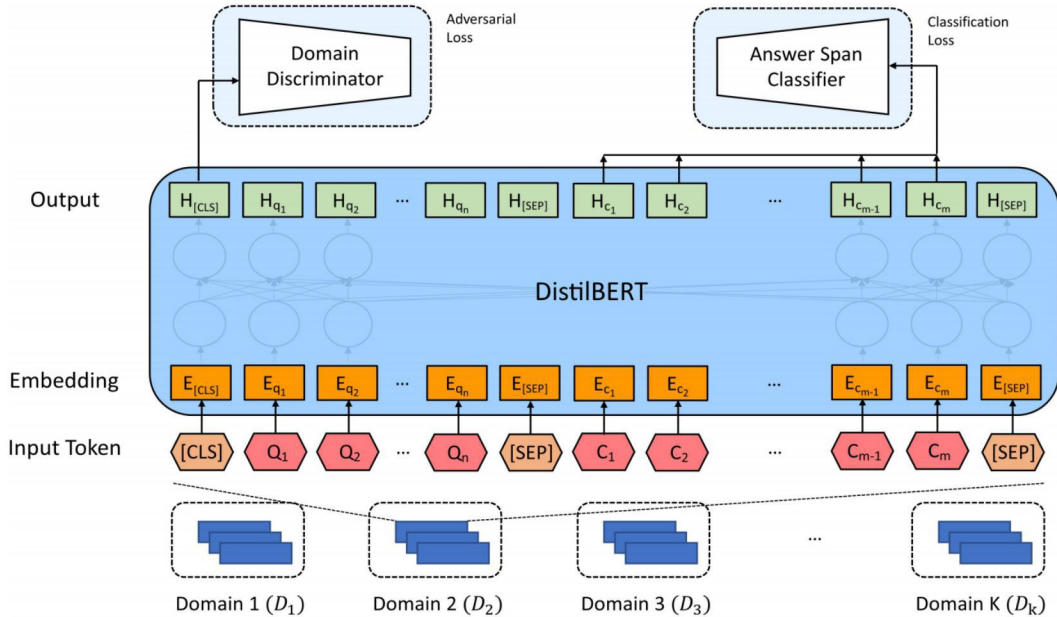 Adversarial
Loss
Domain
Discriminator
Classification
Loss
Answer Span
Classifier
Output
H[CLS] Hq1 Hq2 ... Hqn H[SEP] Hc1 Hc2 ... Hcm-1 Hcm H[SEP]
DistilBERT
Embedding
E[CLS] Eq1 Eq2 ... Eqn E[SEP] Ec1 Ec2 ... Ecm-1 Ecm E[SEP]
Input Token
[CLS] Q1 Q2 ... Qn [SEP] C1 C2 ... Cm-1 Cm [SEP]
...
Domain 1 (D1) Domain 2 (D2) Domain 3 (D3) Domain K (Dk)